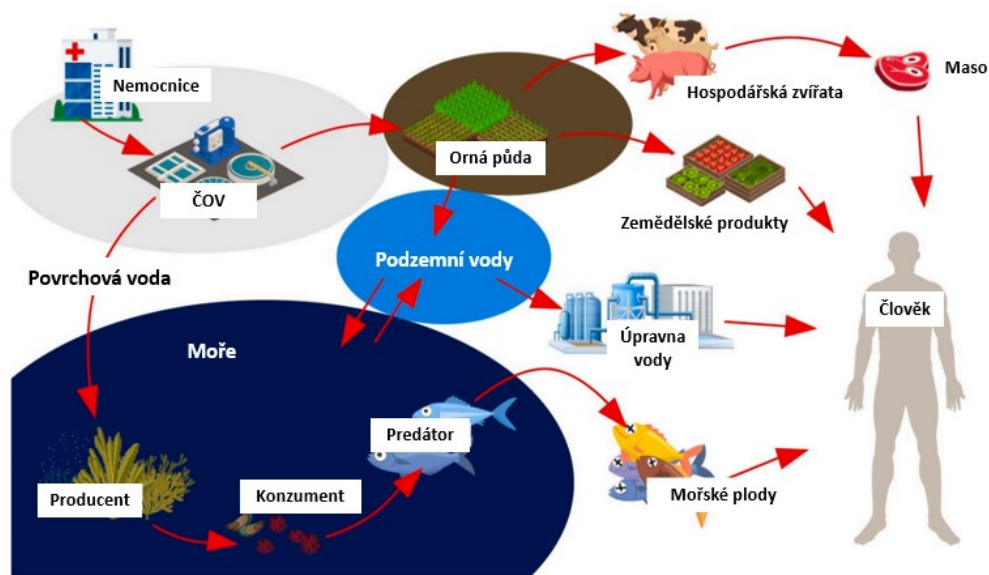 Nemocnice
Maso
Hospodářská zvířata
Orná půda
ČOV
Zemědělské produkty
Podzemní vody
Povrchová voda
Člověk
Úpravna
vody
Moře
Predátor
Konzument
Mořské plody
Producent